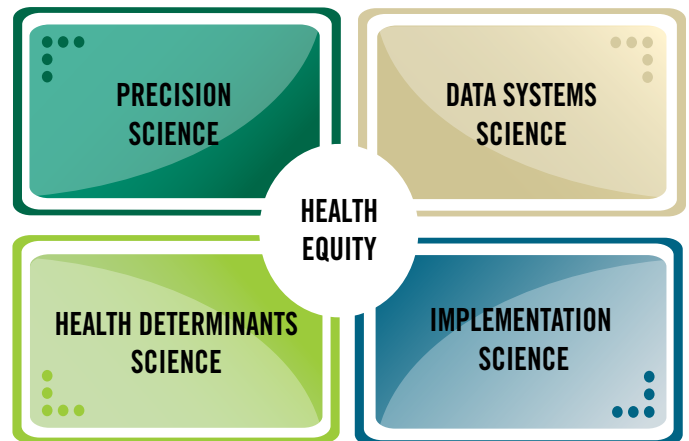 PRECISION
SCIENCE
DATA SYSTEMS
SCIENCE
HEALTH
EQUITY
HEALTH DETERMINANTS
SCIENCE
IMPLEMENTATION
SCIENCE